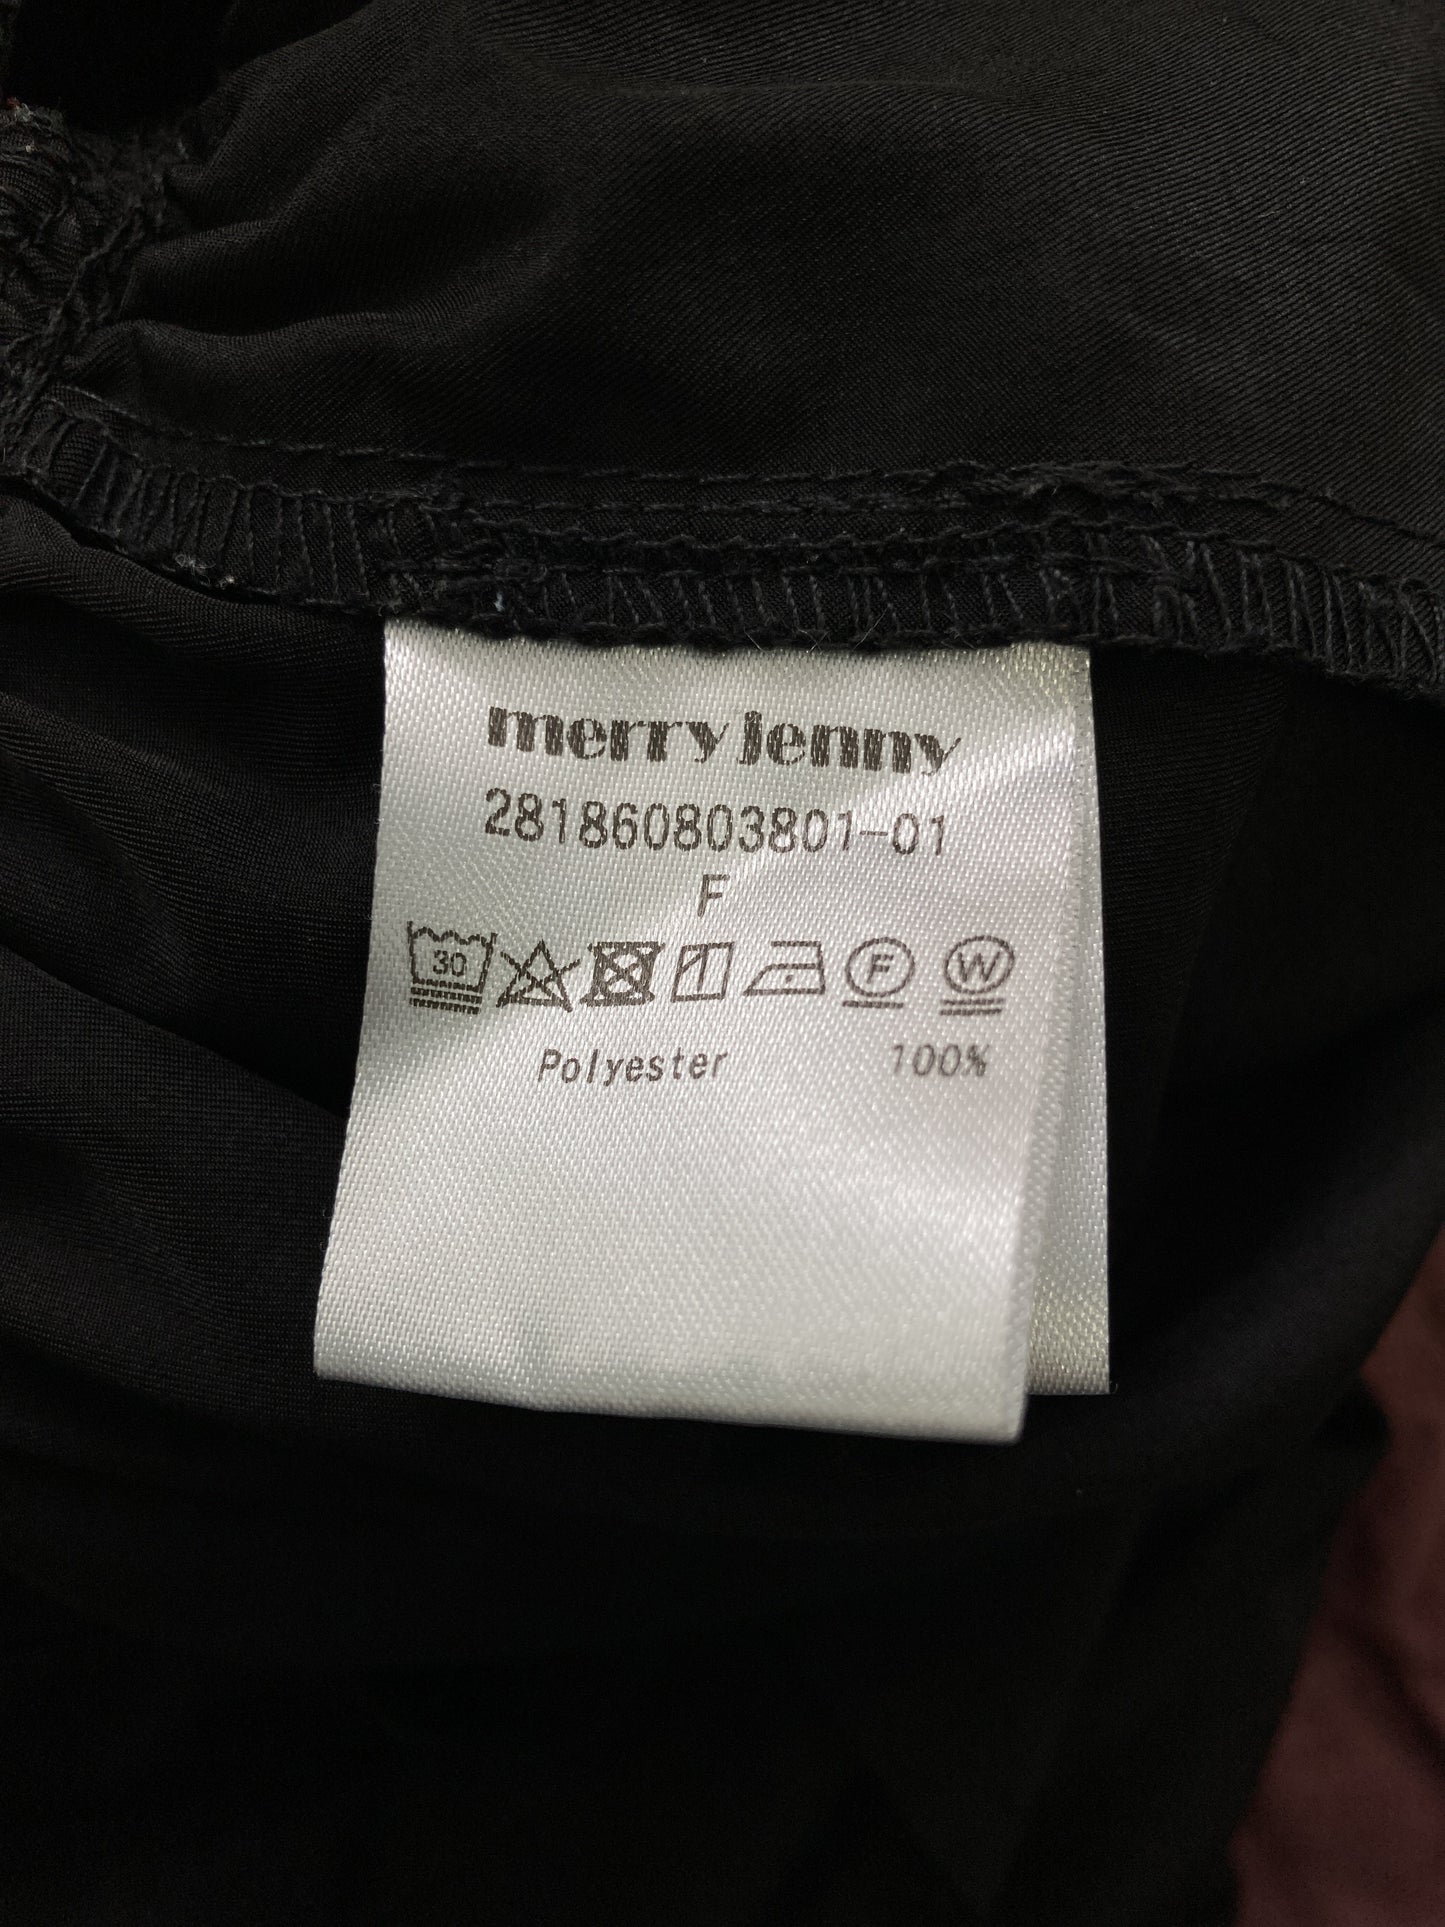 merry jenny
281860803801-01
F
30 F W
Polyester 100%